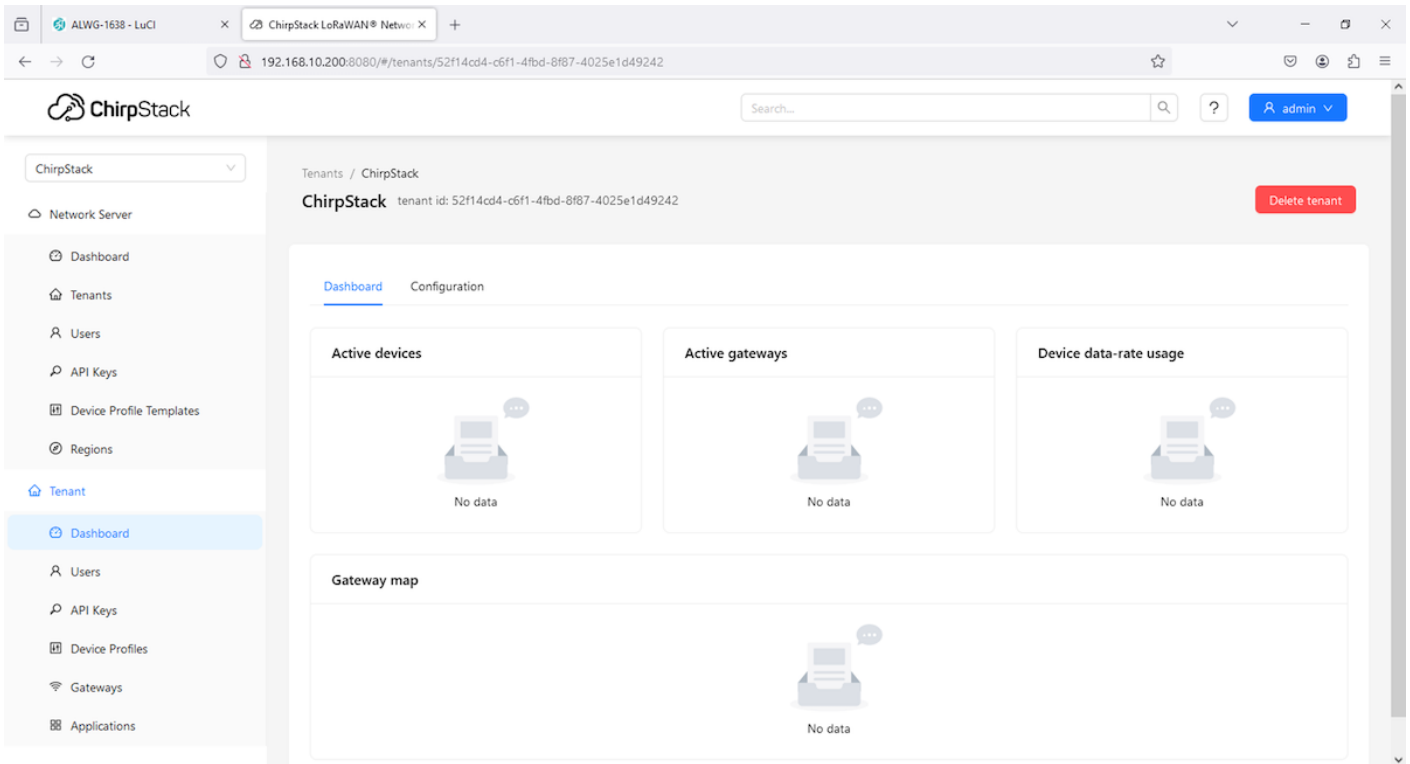 ALWG-1638 - LuCI
ChirpStack LoRaWAN® Netwo
192.168.10.200:8080/#/tenants/52f14cd4-c6f1-4fbd-8f87-4025e1d49242
ChirpStack
Search...
?
admin
ChirpStack
Network Server
Dashboard
Tenants
Users
API Keys
Device Profile Templates
Regions
Tenant
Dashboard
Users
API Keys
Device Profiles
Gateways
Applications
Tenants / ChirpStack
ChirpStack tenant id: 52f14cd4-c6f1-4fbd-8f87-4025e1d49242
Delete tenant
Dashboard Configuration
Active devices
No data
Active gateways
No data
Device data-rate usage
No data
Gateway map
No data